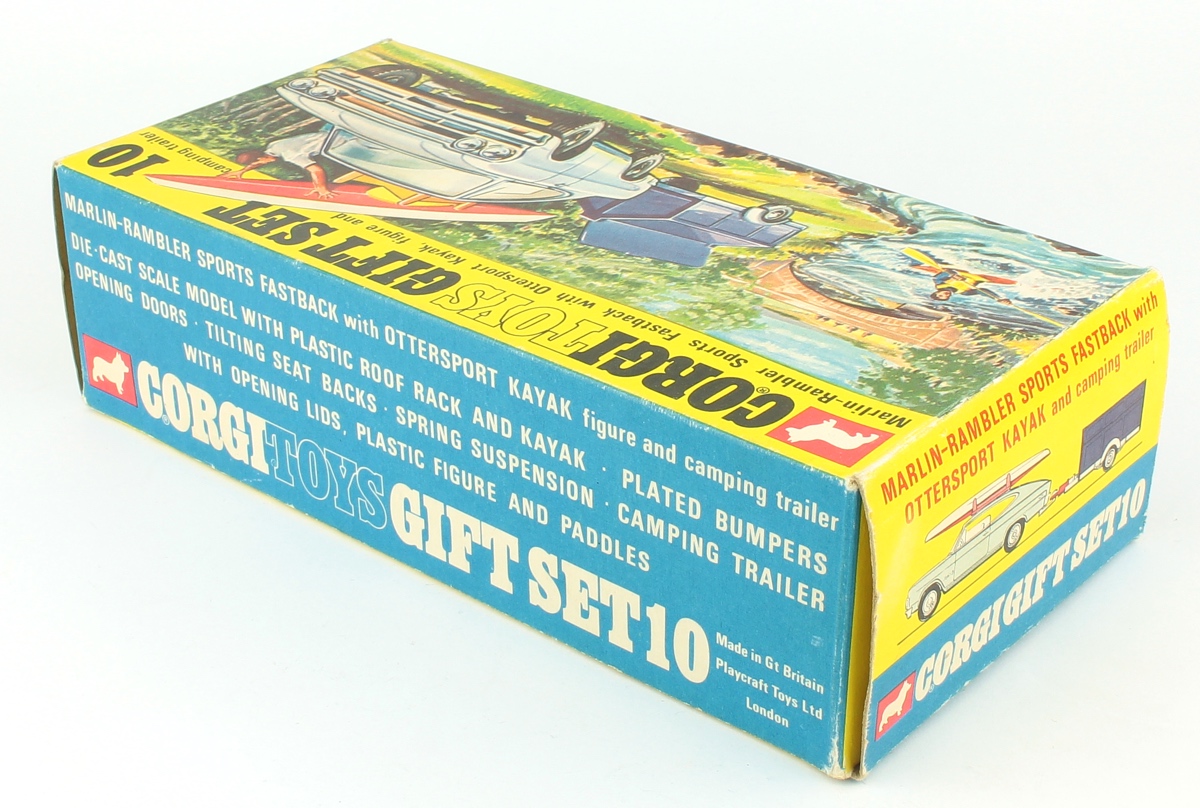 10
CORGI TOYS GIFT SET
®
Marlin-Rambler Sports Fastback with Ottersport Kayak, figure and camping trailer
MARLIN-RAMBLER SPORTS FASTBACK with OTTERSPORT KAYAK figure and camping trailer
DIE-CAST SCALE MODEL WITH PLASTIC ROOF RACK AND KAYAK · PLATED BUMPERS
OPENING DOORS · TILTING SEAT BACKS · SPRING SUSPENSION · CAMPING TRAILER
WITH OPENING LIDS, PLASTIC FIGURE AND PADDLES
®
CORGI TOYS GIFT SET 10
Made in Gt Britain
Playcraft Toys Ltd
London
MARLIN-RAMBLER SPORTS FASTBACK with
OTTERSPORT KAYAK and camping trailer
CORGI GIFT SET 10